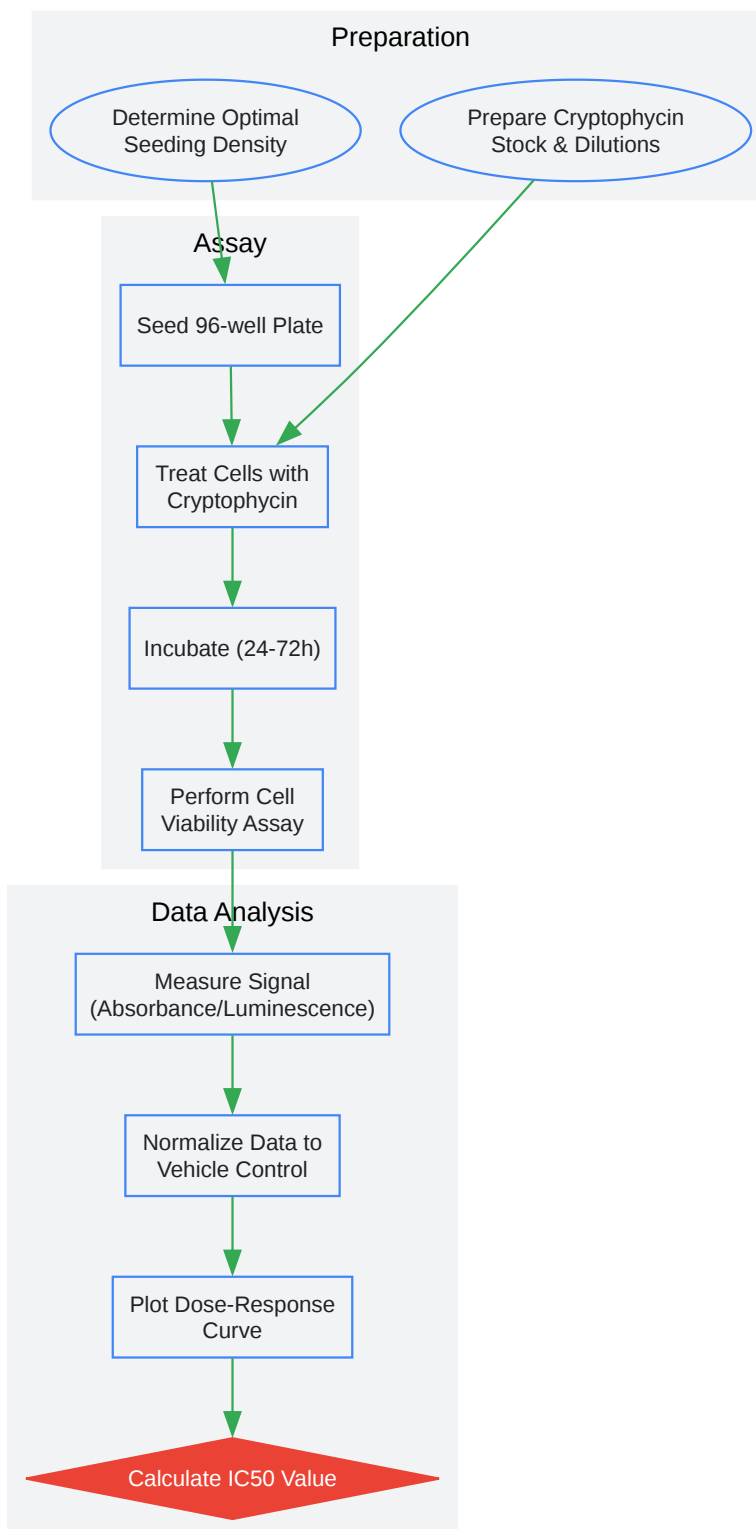 Preparation
Determine Optimal
Seeding Density
Prepare Cryptophycin
Stock & Dilutions
Assay
Seed 96-well Plate
Treat Cells with
Cryptophycin
Incubate (24-72h)
Perform Cell
Viability Assay
Data Analysis
Measure Signal
(Absorbance/Luminescence)
Normalize Data to
Vehicle Control
Plot Dose-Response
Curve
Calculate IC50 Value